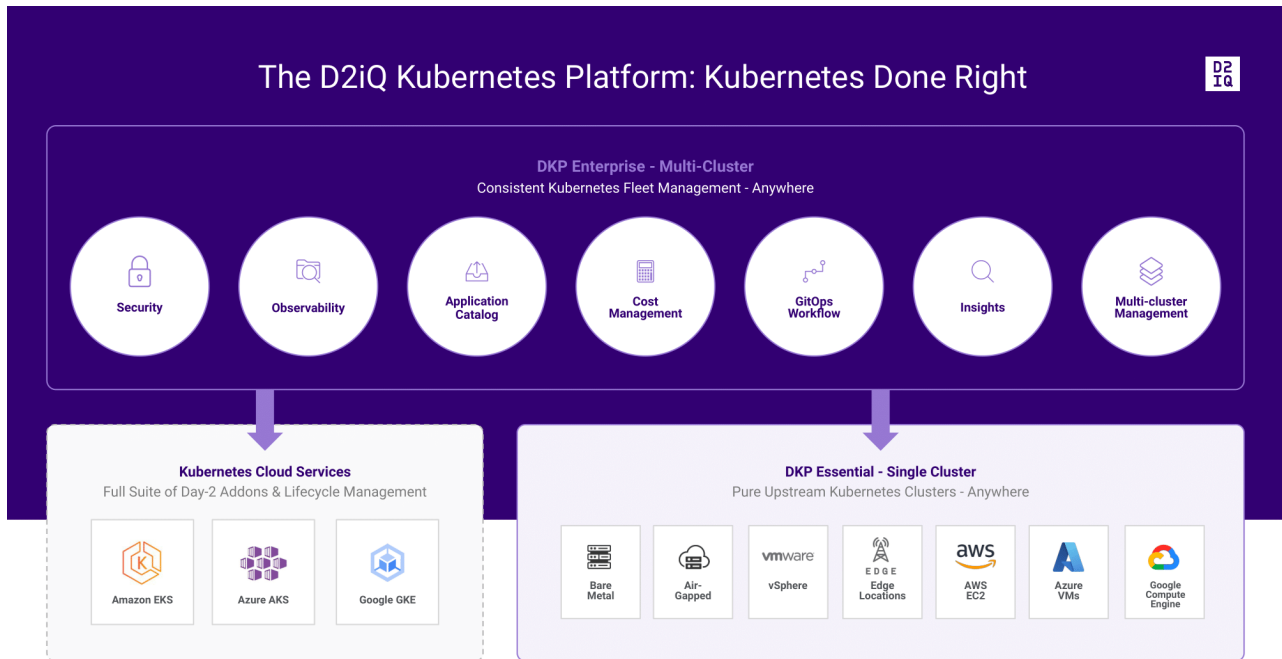 The D2iQ Kubernetes Platform: Kubernetes Done Right
D2
IQ
DKP Enterprise - Multi-Cluster
Consistent Kubernetes Fleet Management - Anywhere
Security
Observability
Application
Catalog
Cost
Management
GitOps
Workflow
Insights
Multi-cluster
Management
Kubernetes Cloud Services
Full Suite of Day-2 Addons & Lifecycle Management
K
Amazon EKS
Azure AKS
Google GKE
DKP Essential - Single Cluster
Pure Upstream Kubernetes Clusters - Anywhere
Bare
Metal
Air-
Gapped
vmware
vSphere
EDGE
Edge
Locations
aws
AWS
EC2
Azure
VMs
Google
Compute
Engine